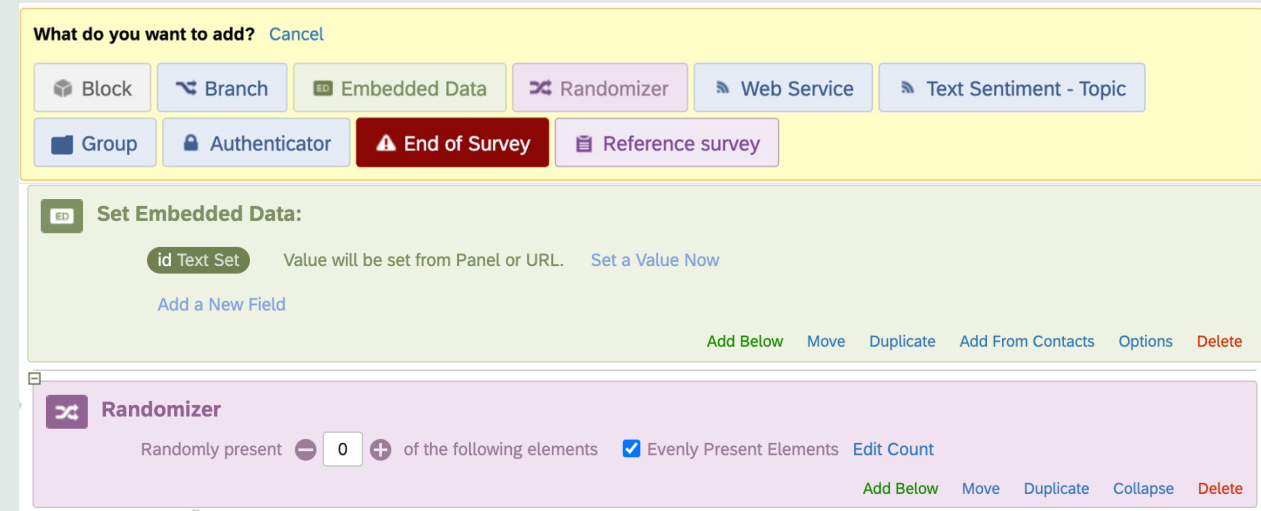 What do you want to add? Cancel
Block Branch ED Embedded Data Randomizer Web Service Text Sentiment - Topic
Group Authenticator End of Survey Reference survey
ED Set Embedded Data:
id Text Set Value will be set from Panel or URL. Set a Value Now
Add a New Field
Add Below Move Duplicate Add From Contacts Options Delete
Randomizer
Randomly present 0 of the following elements Evenly Present Elements Edit Count
Add Below Move Duplicate Collapse Delete